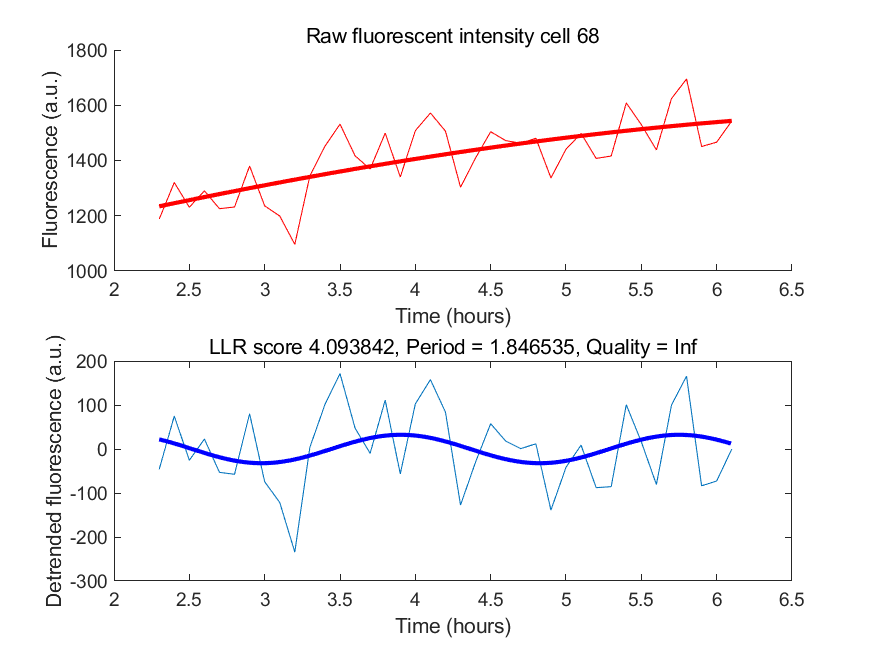 Raw fluorescent intensity cell 68
1800
1600
1400
1200
1000
Fluorescence (a.u.)
2 2.5 3 3.5 4 4.5 5 5.5 6 6.5
Time (hours)
LLR score 4.093842, Period = 1.846535, Quality = Inf
200
100
0
-100
-200
-300
Detrended fluorescence (a.u.)
2 2.5 3 3.5 4 4.5 5 5.5 6 6.5
Time (hours)